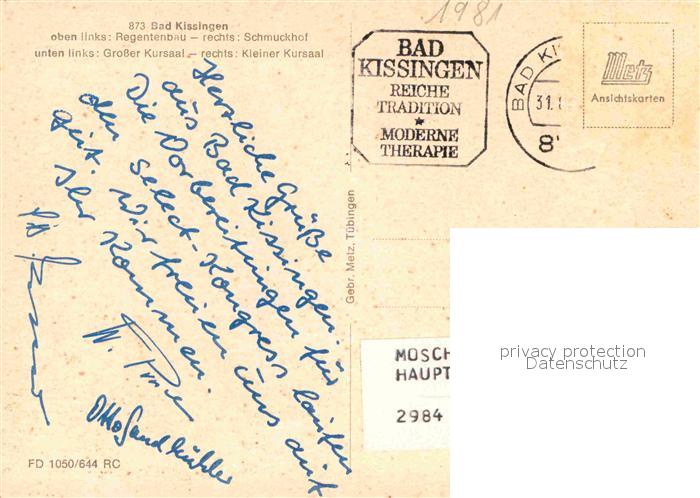 873 Bad Kissingen
oben links: Regentenbau – rechts: Schmuckhof
unten links: Großer Kursaal – rechts: Kleiner Kursaal
1981
BAD
KISSINGEN
REICHE
TRADITION
★
MODERNE
THERAPIE
BAD KI
31.
8
Metz
Ansichtskarten
Herzliche Grüße
aus Bad Kissingen.
Die Vorbereitungen für
den Select-Kongress laufen
gut. Wir freuen uns auf
Ihr Kommen.
W.
Otto Sandkühler
Gebr. Metz, Tübingen
MOSCH
HAUPT
2984
privacy protection
Datenschutz
FD 1050/644 RC